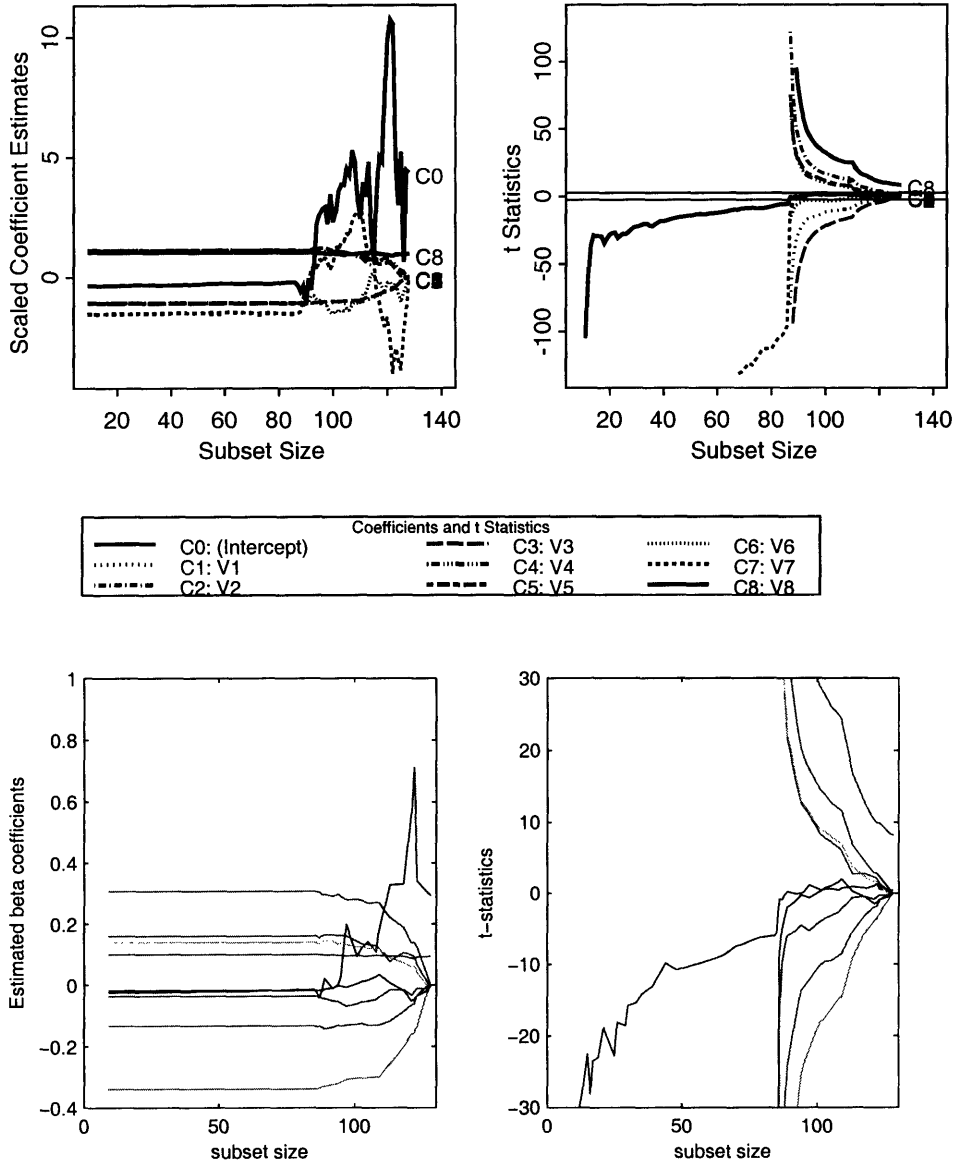 Scaled Coefficient Estimates
10
5
0
C0
C8
20 40 60 80 100 120 140
Subset Size
t Statistics
100
50
0
-50
-100
C8
20 40 60 80 100 120 140
Subset Size
Coefficients and t Statistics
C0: (Intercept)
C1: V1
C2: V2
C3: V3
C4: V4
C5: V5
C6: V6
C7: V7
C8: V8
Estimated beta coefficients
1
0.8
0.6
0.4
0.2
0
−0.2
−0.4
0 50 100
subset size
t−statistics
30
20
10
0
−10
−20
−30
0 50 100
subset size